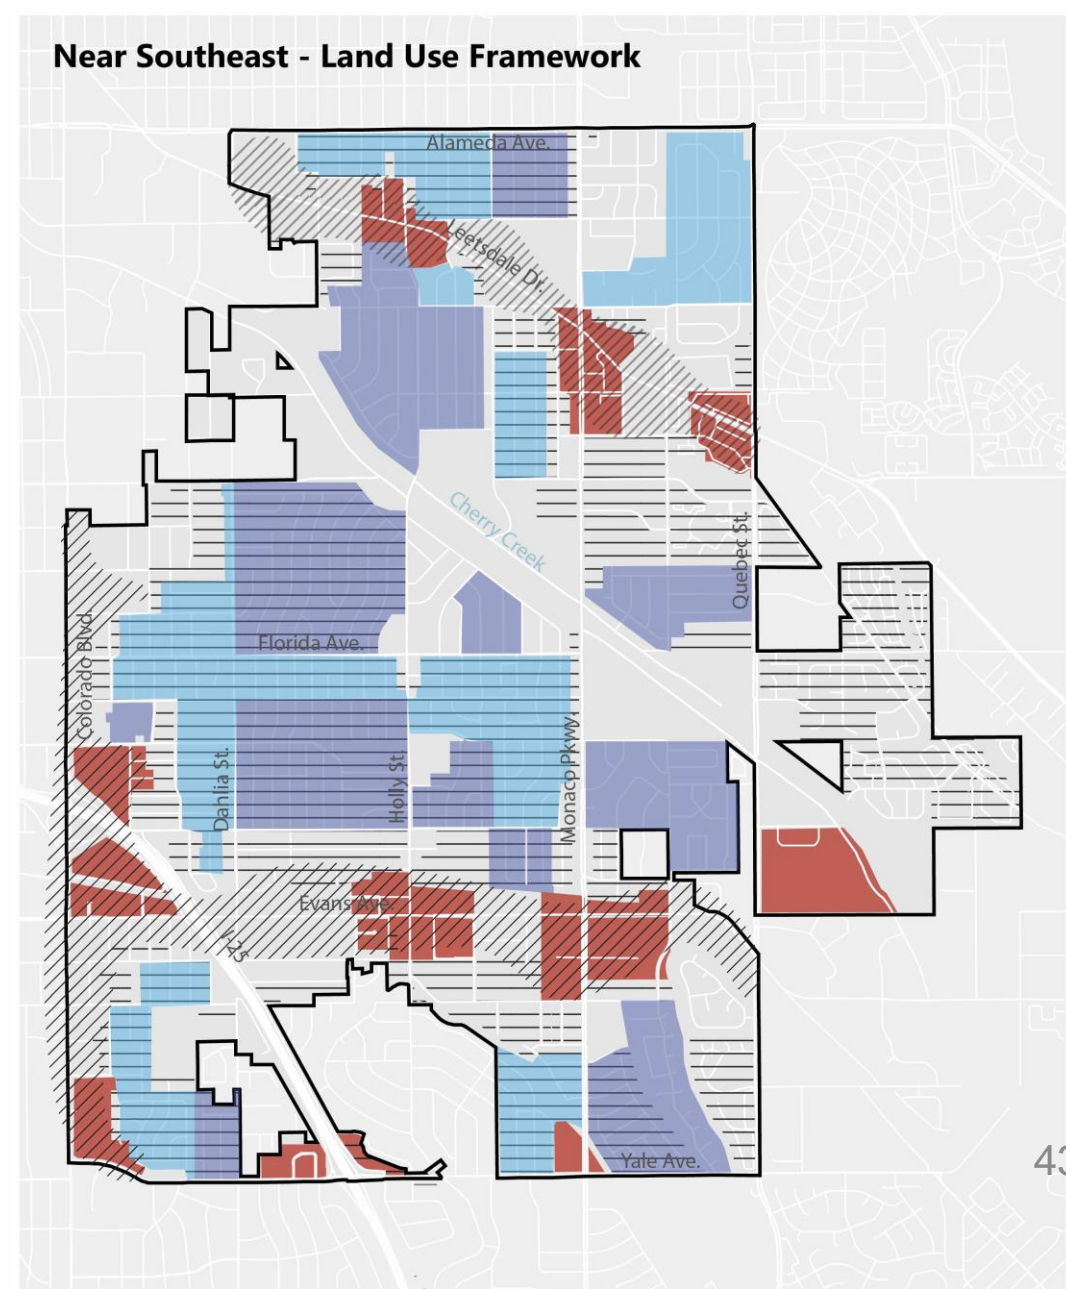 Near Southeast - Land Use Framework
Alameda Ave.
Leetsdale Dr.
Cherry Creek
Quebec St.
Florida Ave.
Colorado Blvd.
Dahlia St.
Holly St.
Monaco Pkwy.
Evans Ave.
I-25
Yale Ave.